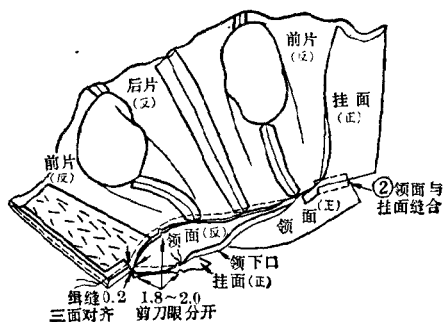 前片
(反)
后片
(反)
前片
(反)
挂面
(正)
②领面与
挂面缝合
领面(正)
领面(反)
领下口
挂面(正)
缉缝0.2
三面对齐
1.8~2.0
剪刀眼分开